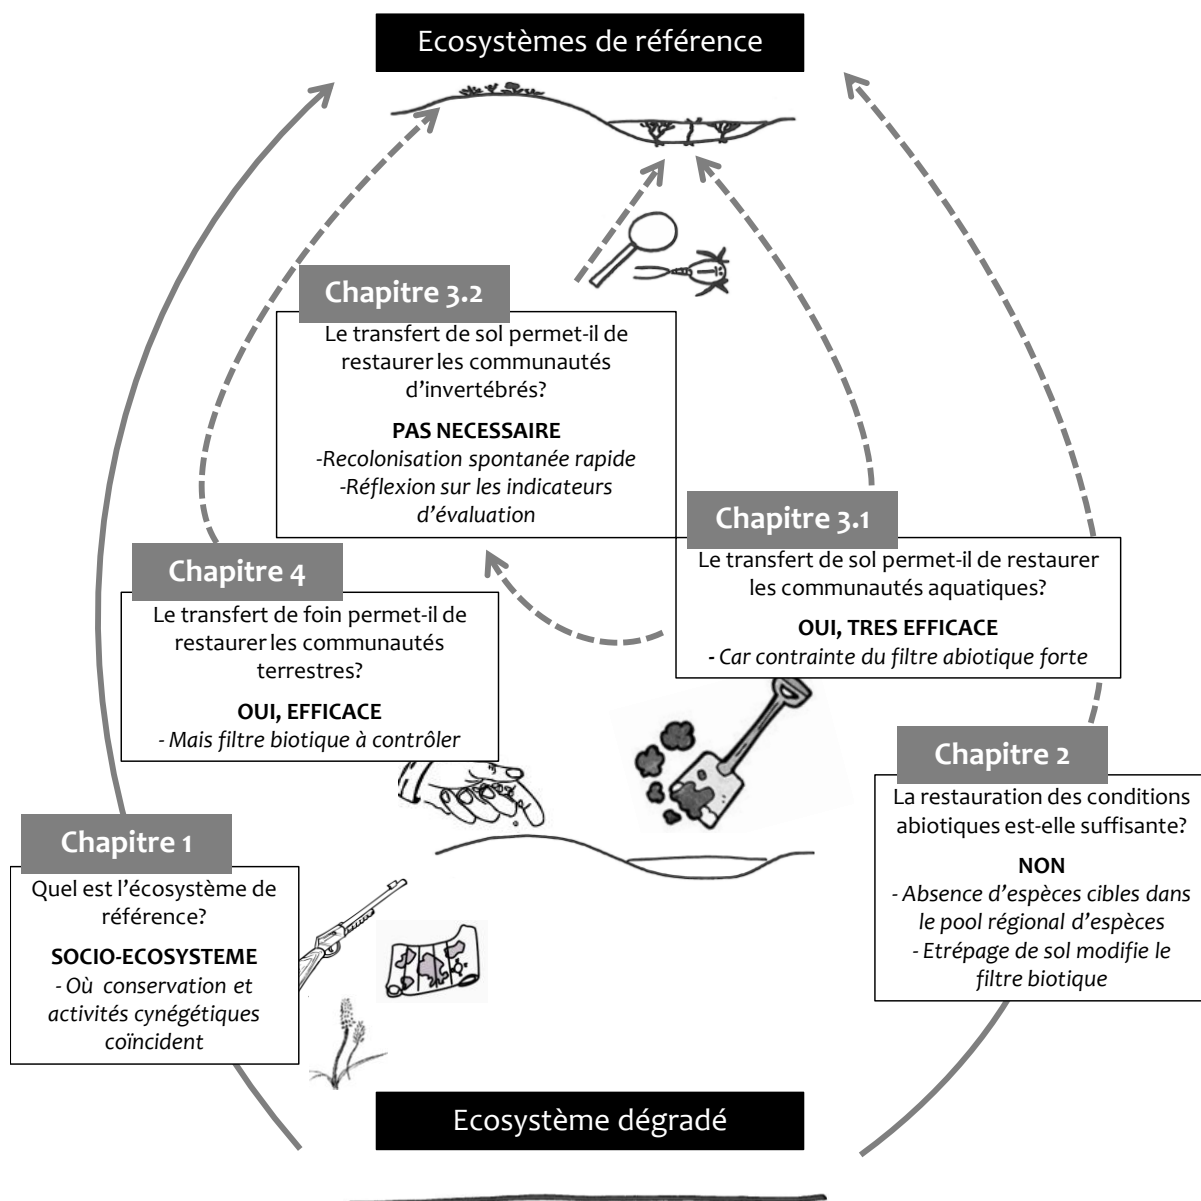 Ecosystèmes de référence
Chapitre 3.2
Le transfert de sol permet-il de
restaurer les communautés
d'invertébrés?
PAS NECESSAIRE
-Recolonisation spontanée rapide
-Réflexion sur les indicateurs
d'évaluation
Chapitre 3.1
Le transfert de sol permet-il de restaurer
les communautés aquatiques?
OUI, TRES EFFICACE
- Car contrainte du filtre abiotique forte
Chapitre 4
Le transfert de foin permet-il de
restaurer les communautés
terrestres?
OUI, EFFICACE
- Mais filtre biotique à contrôler
Chapitre 2
La restauration des conditions
abiotiques est-elle suffisante?
NON
- Absence d'espèces cibles dans
le pool régional d'espèces
- Etrépage de sol modifie le
filtre biotique
Chapitre 1
Quel est l'écosystème de
référence?
SOCIO-ECOSYSTEME
- Où conservation et
activités cynégétiques
coïncident
Ecosystème dégradé